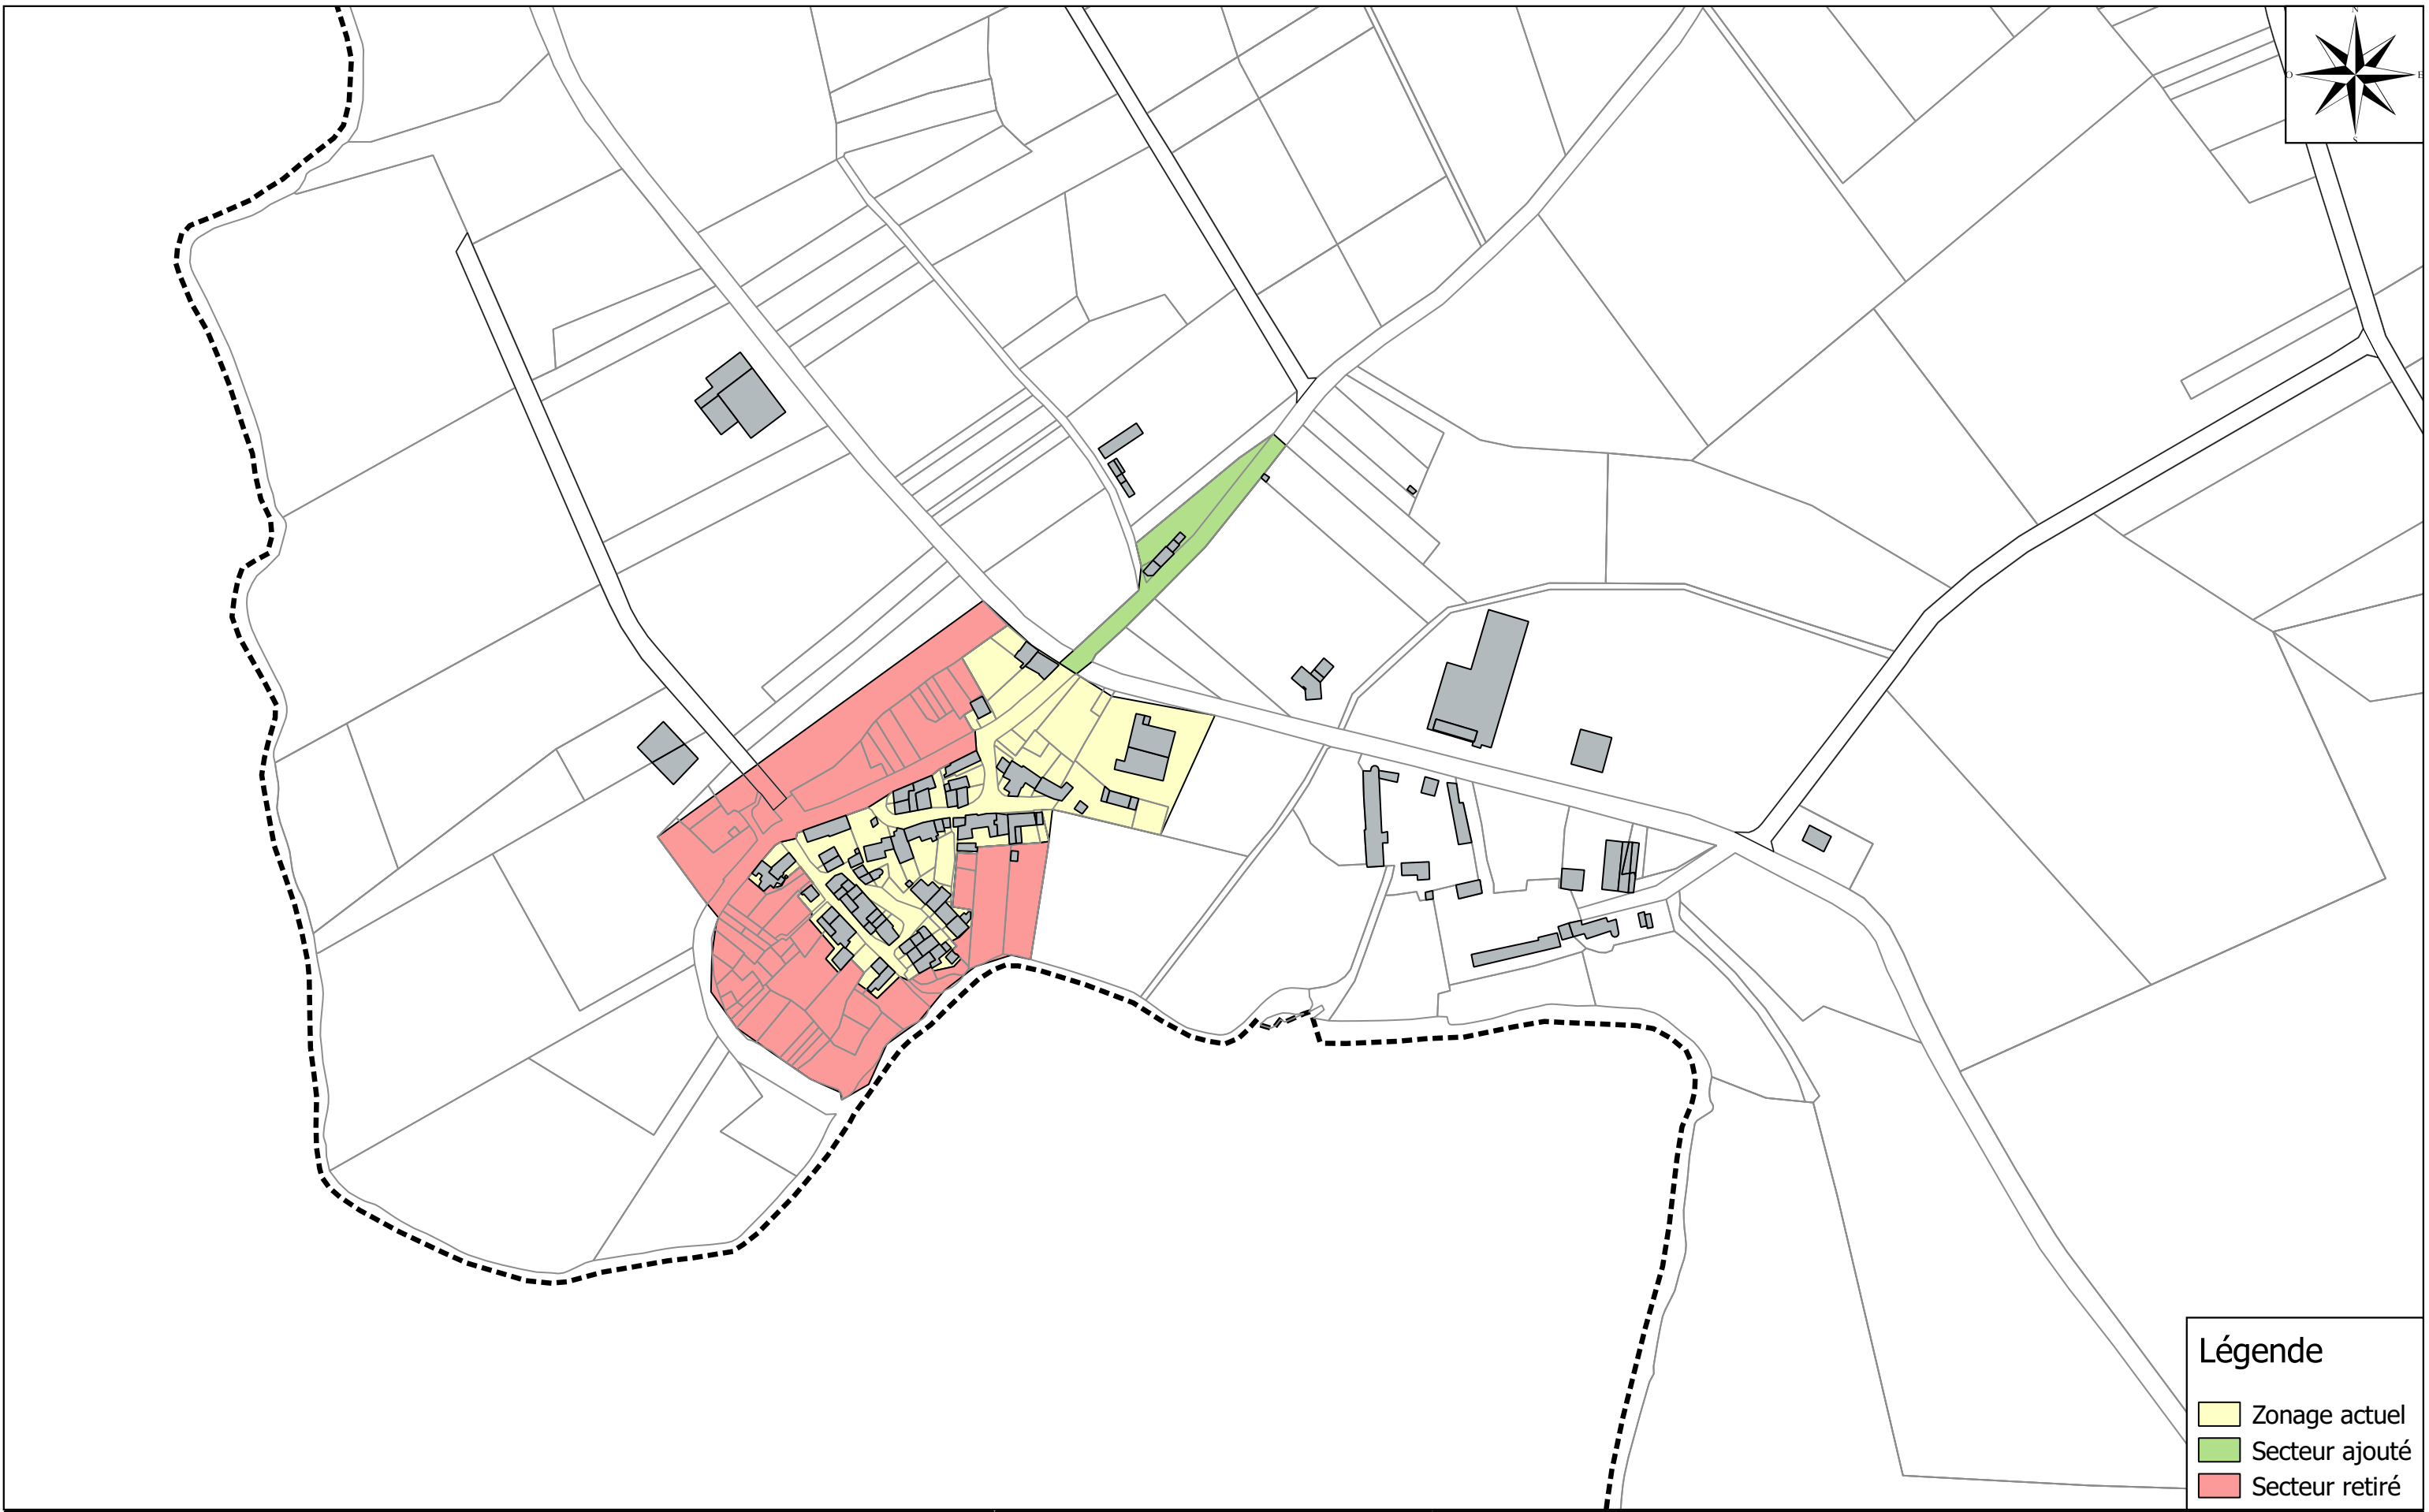 N
O
E
S
Légende
Zonage actuel
Secteur ajouté
Secteur retiré